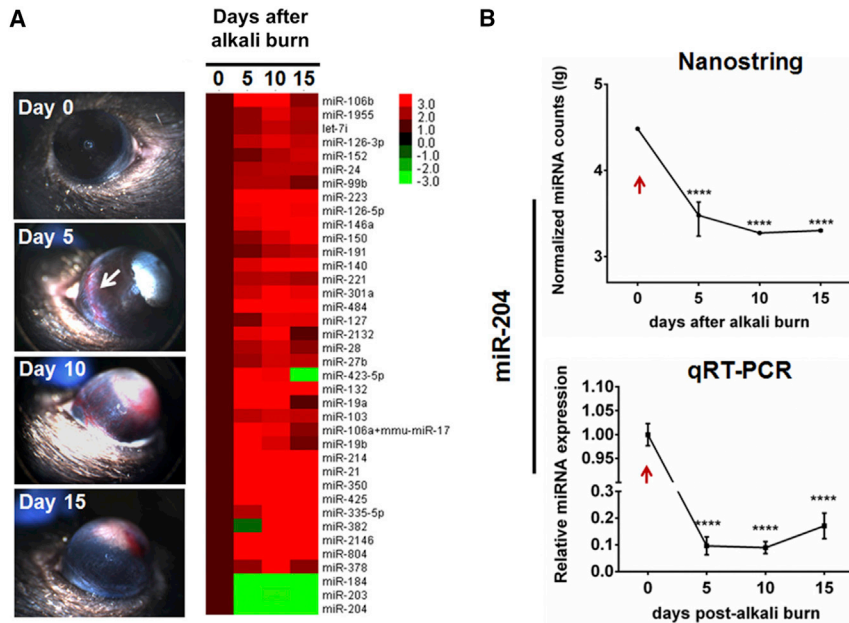 A
Days after
alkali burn
0 5 10 15
Day 0
Day 5
Day 10
Day 15
miR-106b
miR-1955
let-7i
miR-126-3p
miR-152
miR-24
miR-99b
miR-223
miR-126-5p
miR-146a
miR-150
miR-191
miR-140
miR-221
miR-301a
miR-484
miR-127
miR-2132
miR-28
miR-27b
miR-423-5p
miR-132
miR-19a
miR-103
miR-106a+mmu-miR-17
miR-19b
miR-214
miR-21
miR-350
miR-425
miR-335-5p
miR-382
miR-2146
miR-804
miR-378
miR-184
miR-203
miR-204
3.0
2.0
1.0
0.0
-1.0
-2.0
-3.0
B
miR-204
Nanostring
Normalized miRNA counts (lg)
5
4
3
****
****
****
0 5 10 15
days after alkali burn
qRT-PCR
Relative miRNA expression
1.10
1.05
1.00
0.95
0.90
0.3
0.2
0.1
0.0
****
****
****
0 5 10 15
days post-alkali burn